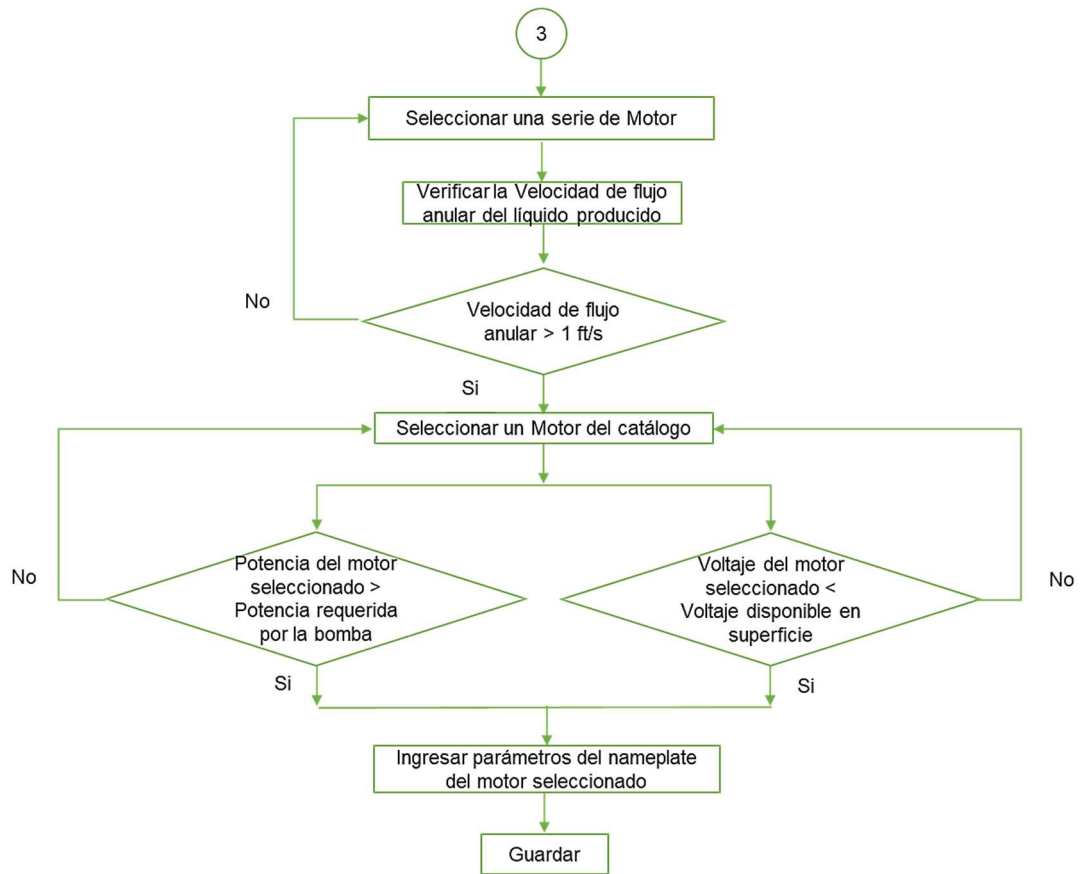 3
Seleccionar una serie de Motor
Verificar la Velocidad de flujo
anular del líquido producido
Velocidad de flujo
anular > 1 ft/s
No
Si
Seleccionar un Motor del catálogo
Potencia del motor
seleccionado >
Potencia requerida
por la bomba
No
Si
Voltaje del motor
seleccionado <
Voltaje disponible en
superficie
No
Si
Ingresar parámetros del nameplate
del motor seleccionado
Guardar